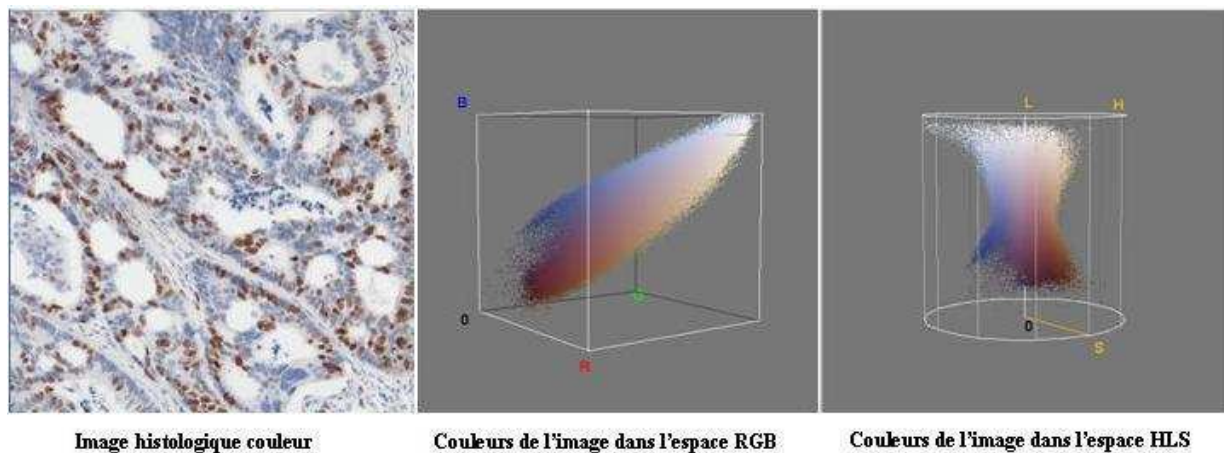 B
0
R
G
L
H
0
S
Image histologique couleur
Couleurs de l'image dans l'espace RGB
Couleurs de l'image dans l'espace HLS